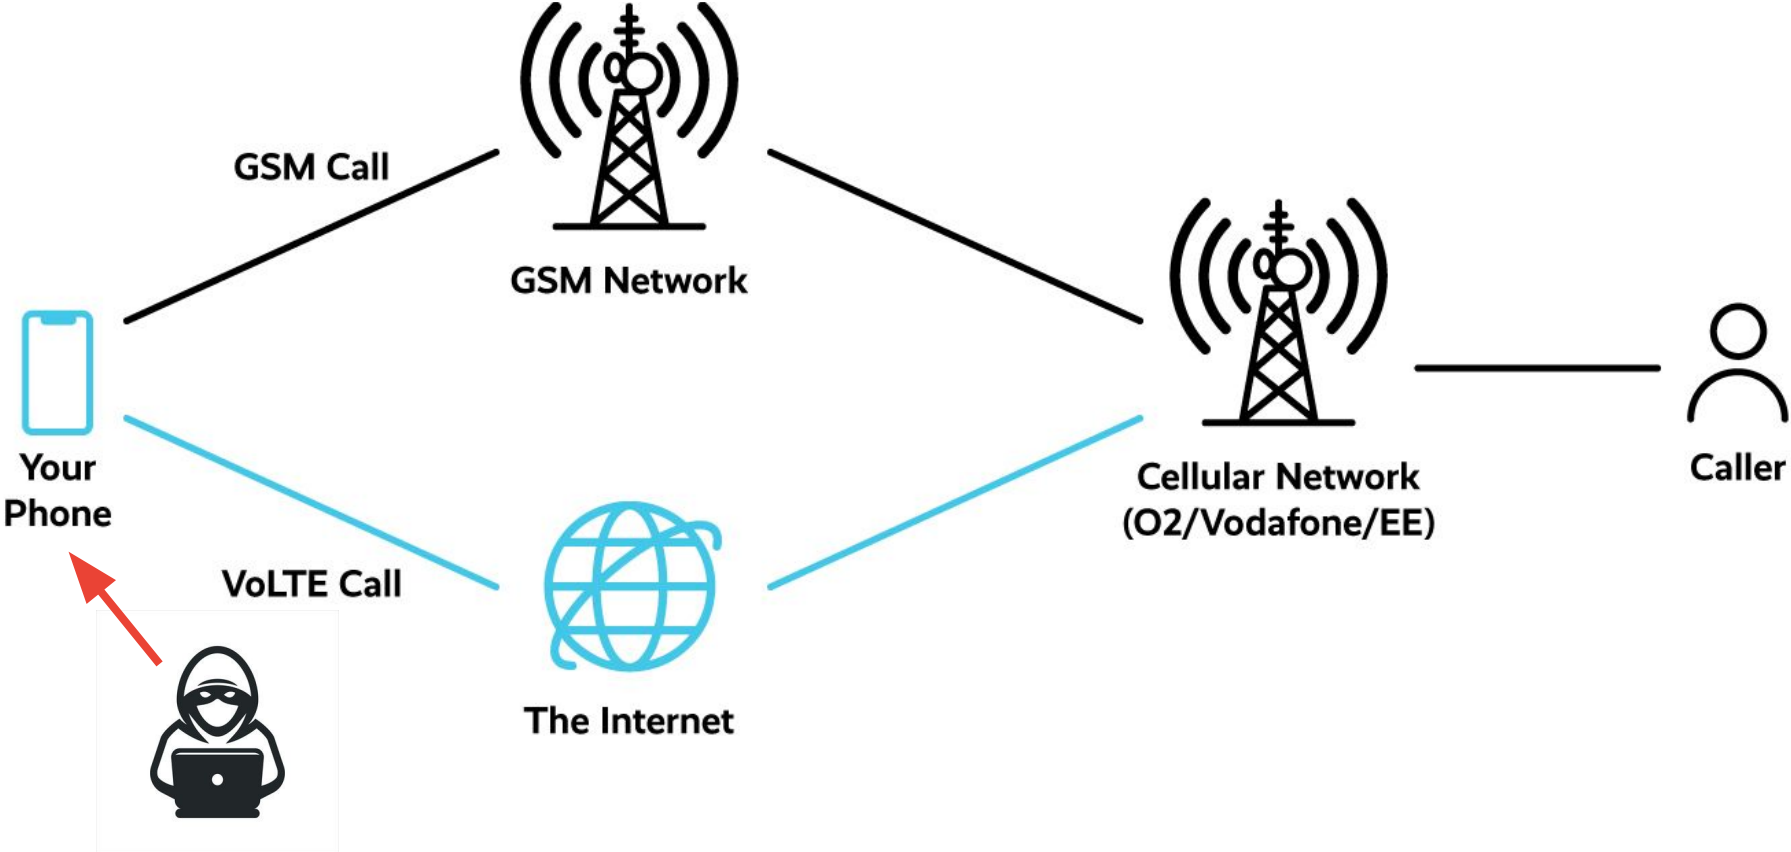 GSM Call
GSM Network
Your
Phone
Cellular Network
(O2/Vodafone/EE)
Caller
VoLTE Call
The Internet